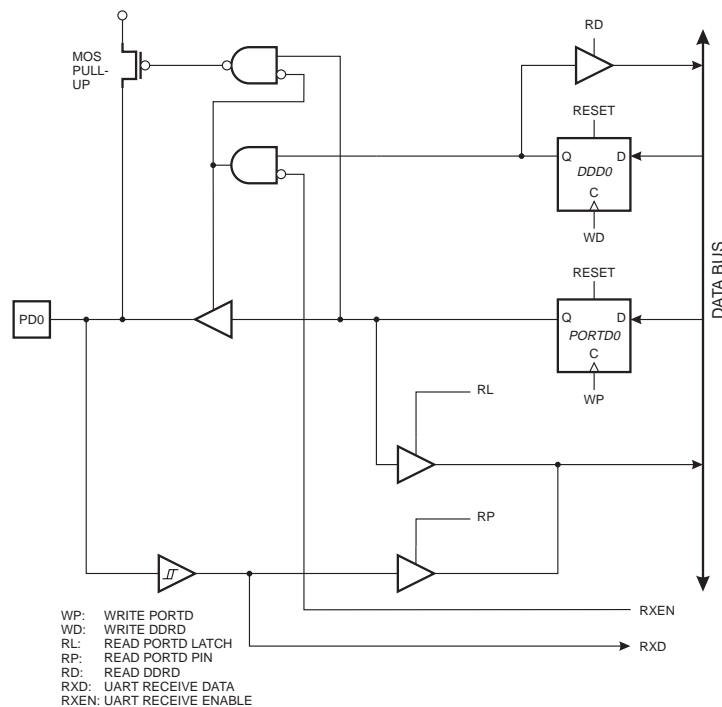 RD
MOS
PULL-
UP
RESET
Q D
DDD0
C
WD
DATA BUS
RESET
PD0
Q D
PORTD0
C
WP
RL
RP
RXEN
RXD
WP: WRITE PORTD
WD: WRITE DDRD
RL: READ PORTD LATCH
RP: READ PORTD PIN
RD: READ DDRD
RXD: UART RECEIVE DATA
RXEN: UART RECEIVE ENABLE